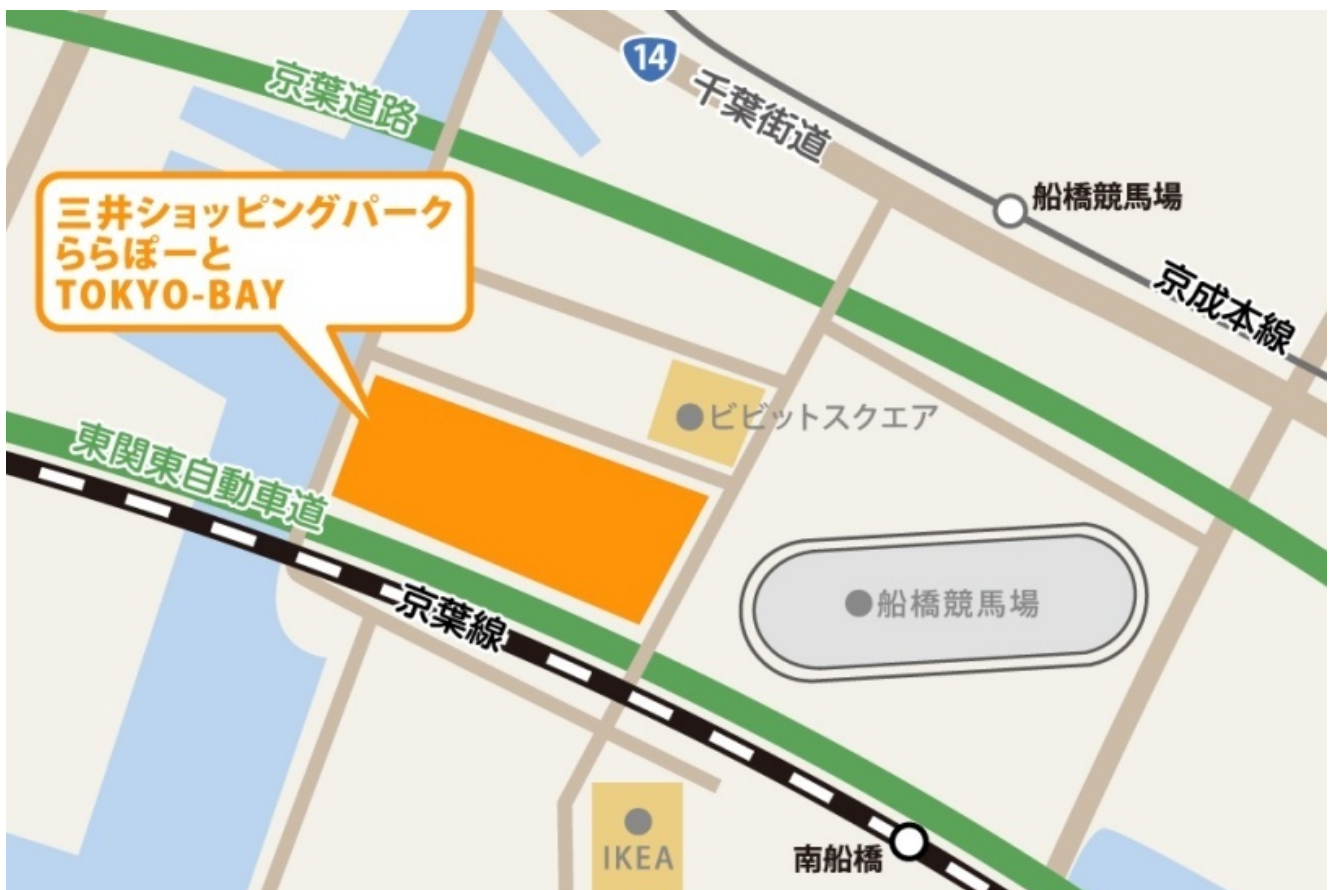 14
千葉街道
京葉道路
船橋競馬場
三井ショッピングパーク
ららぽーと
TOKYO-BAY
京成本線
ビビットスクエア
東関東自動車道
船橋競馬場
京葉線
IKEA
南船橋